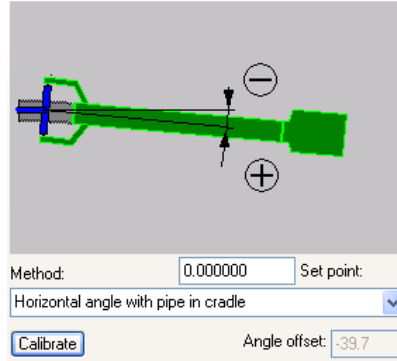 −
+
Method: 0.000000 Set point:
Horizontal angle with pipe in cradle
Calibrate Angle offset: -39.7